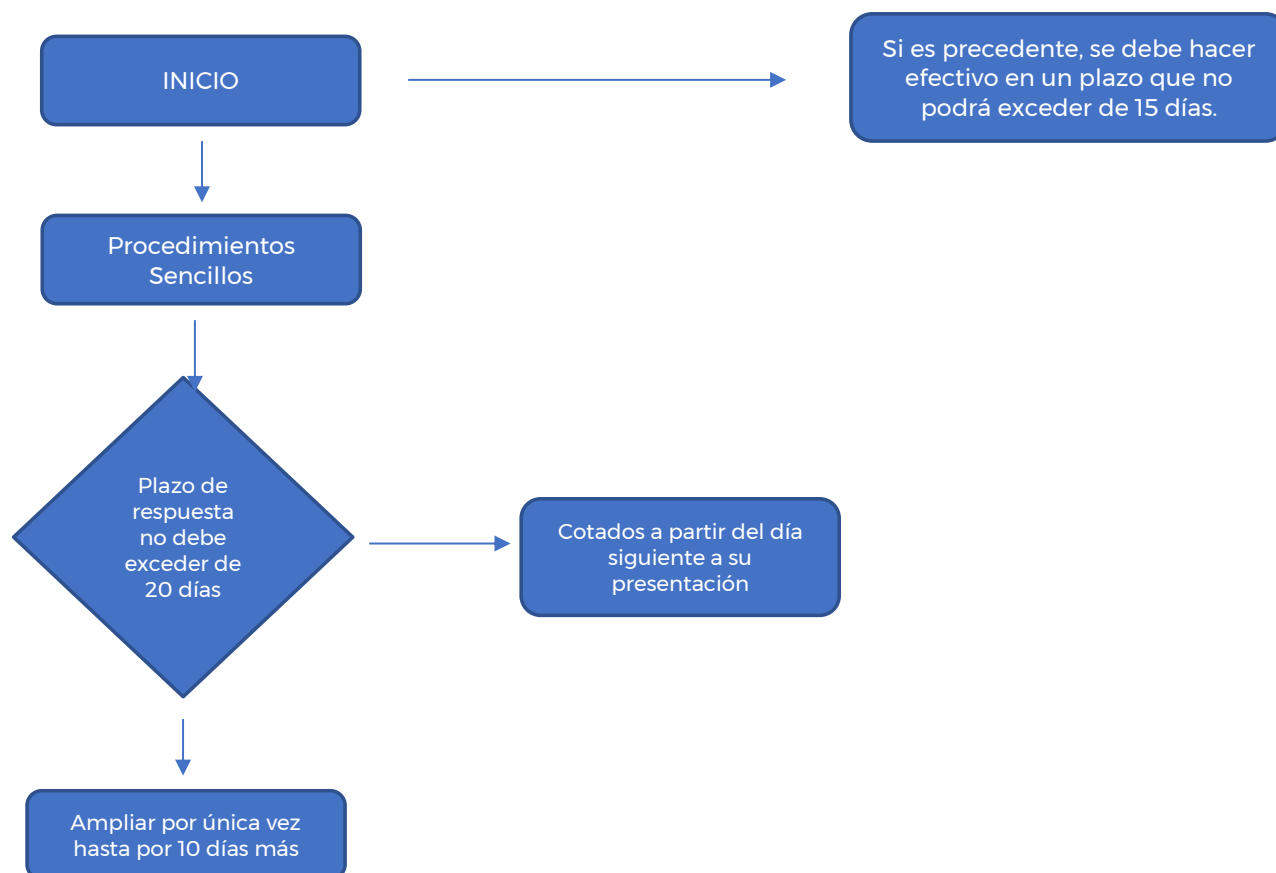 INICIO
Si es precedente, se debe hacer
efectivo en un plazo que no
podrá exceder de 15 días.
Procedimientos
Sencillos
Plazo de
respuesta
no debe
exceder de
20 días
Cotados a partir del día
siguiente a su
presentación
Ampliar por única vez
hasta por 10 días más